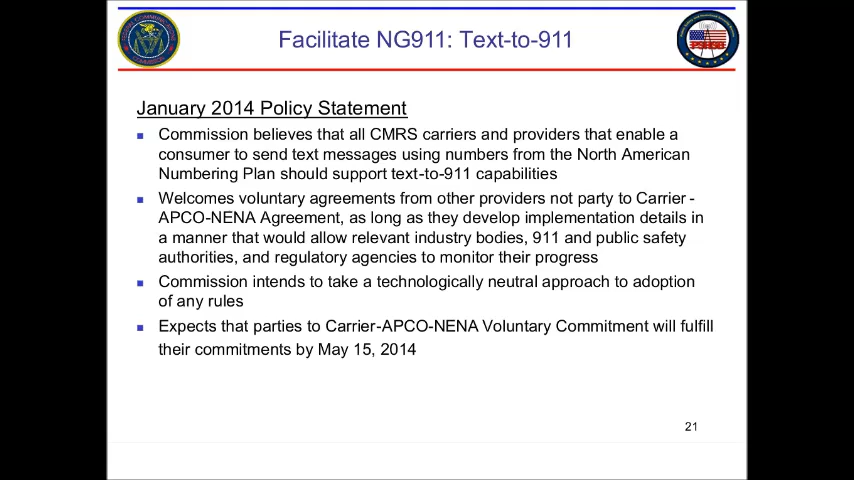 Facilitate NG911: Text-to-911
January 2014 Policy Statement
Commission believes that all CMRS carriers and providers that enable a
consumer to send text messages using numbers from the North American
Numbering Plan should support text-to-911 capabilities
Welcomes voluntary agreements from other providers not party to Carrier -
APCO-NENA Agreement, as long as they develop implementation details in
a manner that would allow relevant industry bodies, 911 and public safety
authorities, and regulatory agencies to monitor their progress
Commission intends to take a technologically neutral approach to adoption
of any rules
Expects that parties to Carrier-APCO-NENA Voluntary Commitment will fulfill
their commitments by May 15, 2014
21